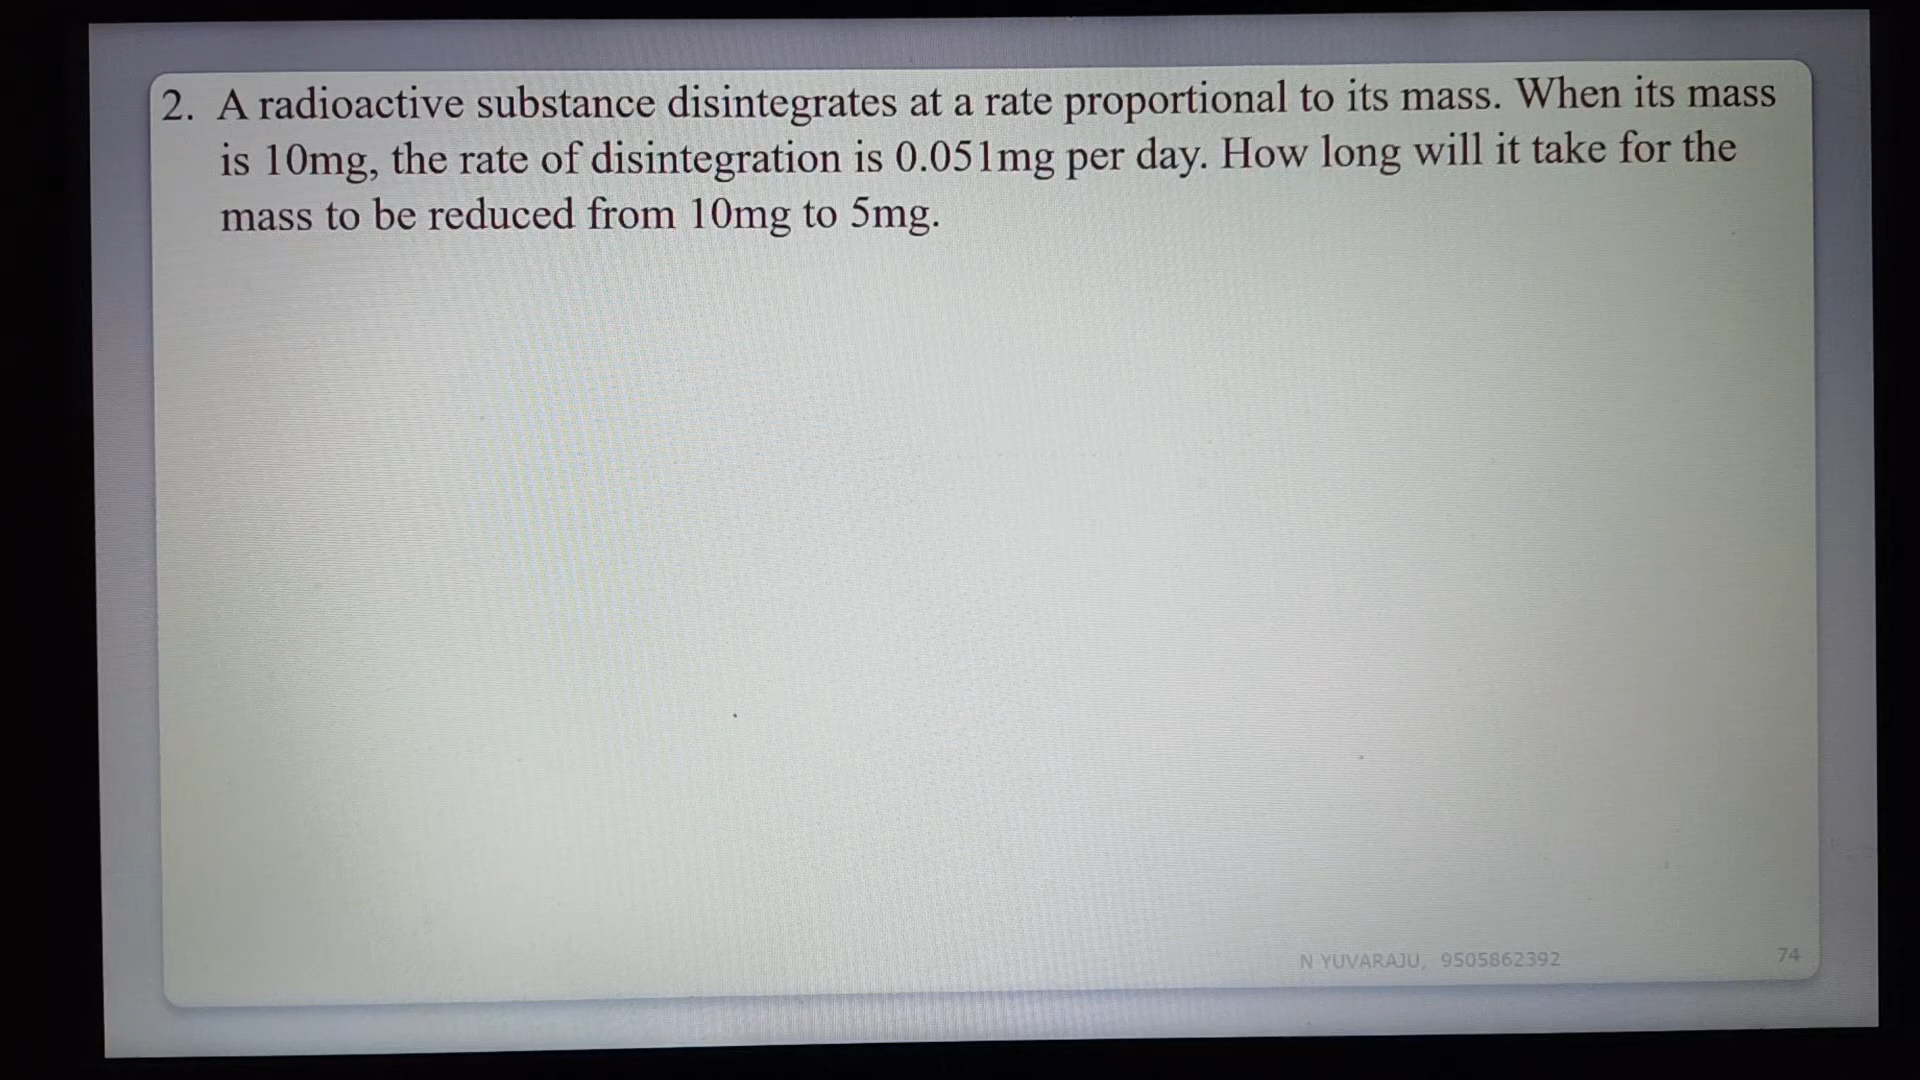 2. A radioactive substance disintegrates at a rate proportional to its mass. When its mass
is 10mg, the rate of disintegration is 0.051mg per day. How long will it take for the
mass to be reduced from 10mg to 5mg.
N YUVARAJU, 9505862392
74